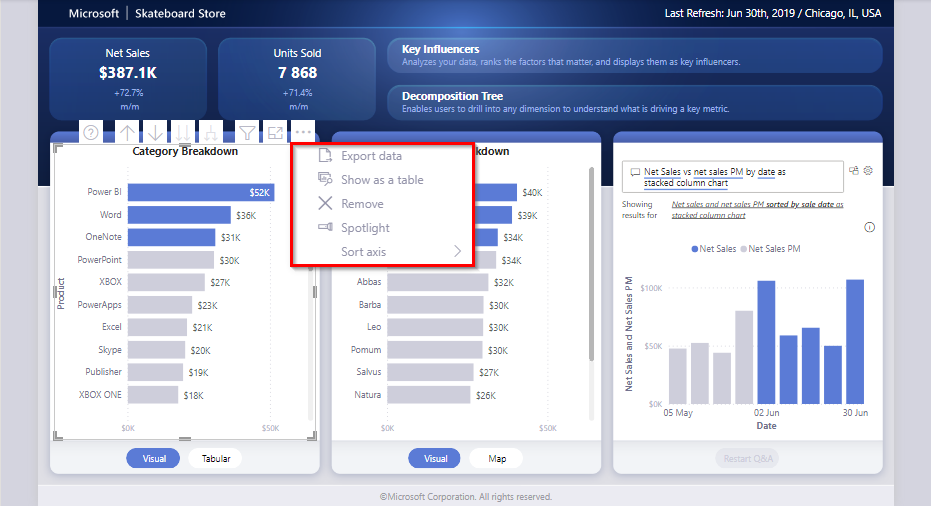 Microsoft | Skateboard Store
Last Refresh: Jun 30th, 2019 / Chicago, IL, USA
Net Sales
$387.1K
+72.7%
m/m
Units Sold
7 868
+71.4%
m/m
Key Influencers
Analyzes your data, ranks the factors that matter, and displays them as key influencers.
Decomposition Tree
Enables users to drill into any dimension to understand what is driving a key metric.
Category Breakdown
Product
Power BI $52K
Word $36K
OneNote $31K
PowerPoint $30K
XBOX $27K
PowerApps $23K
Excel $21K
Skype $20K
Publisher $19K
XBOX ONE $18K
$0K $50K
Visual Tabular
Export data
Show as a table
Remove
Spotlight
Sort axis
kdown
$40K
$39K
$34K
$34K
Abbas $32K
Barba $30K
Leo $30K
Pomum $30K
Salvus $27K
Natura $26K
$0K $50K
Visual Map
Net Sales vs net sales PM by date as
stacked column chart
Showing
results for
Net sales and net sales PM sorted by sale date as
stacked column chart
Net Sales Net Sales PM
Net Sales and Net Sales PM
$100K
$50K
$0K
05 May 02 Jun 30 Jun
Date
Restart Q&A
©Microsoft Corporation. All rights reserved.